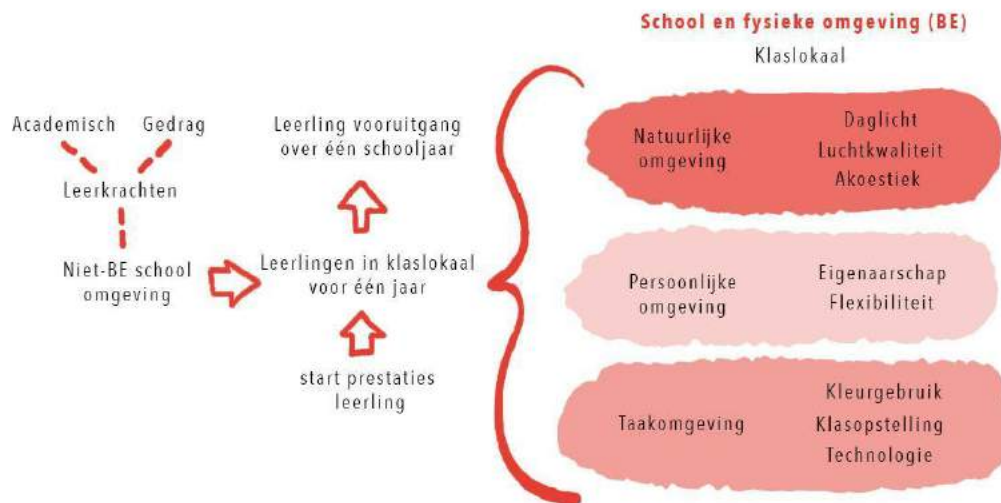 School en fysieke omgeving (BE)
Klaslokaal
Academisch
Gedrag
Leerkrachten
Niet-BE school
omgeving
Leerling vooruitgang
over één schooljaar
Leerlingen in klaslokaal
voor één jaar
start prestaties
leerling
Natuurlijke
omgeving
Daglicht
Luchtkwaliteit
Akoestiek
Persoonlijke
omgeving
Eigenaarschap
Flexibiliteit
Taakomgeving
Kleurgebruik
Klasopstelling
Technologie